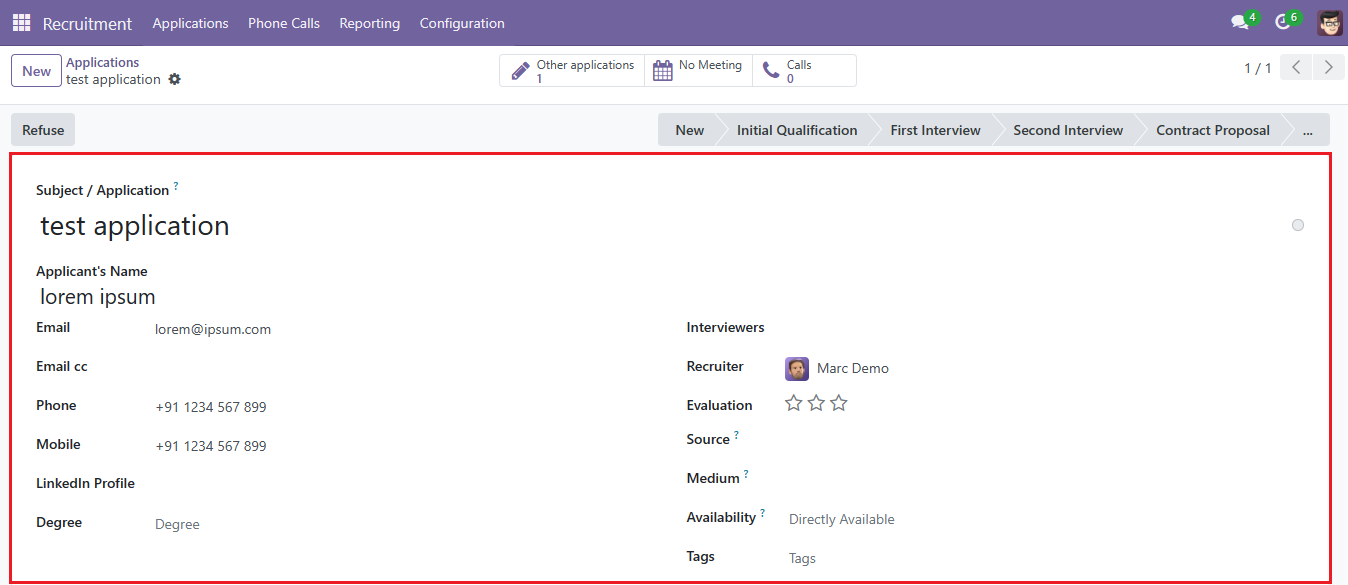 Recruitment Applications Phone Calls Reporting Configuration 4 6
New Applications Other applications No Meeting Calls 1 / 1
test application 1 0
Refuse New Initial Qualification First Interview Second Interview Contract Proposal ...
Subject / Application ?
test application
Applicant's Name
lorem ipsum
Email lorem@ipsum.com
Email cc
Phone +91 1234 567 899
Mobile +91 1234 567 899
LinkedIn Profile
Degree Degree
Interviewers
Recruiter Marc Demo
Evaluation
Source ?
Medium ?
Availability ? Directly Available
Tags Tags